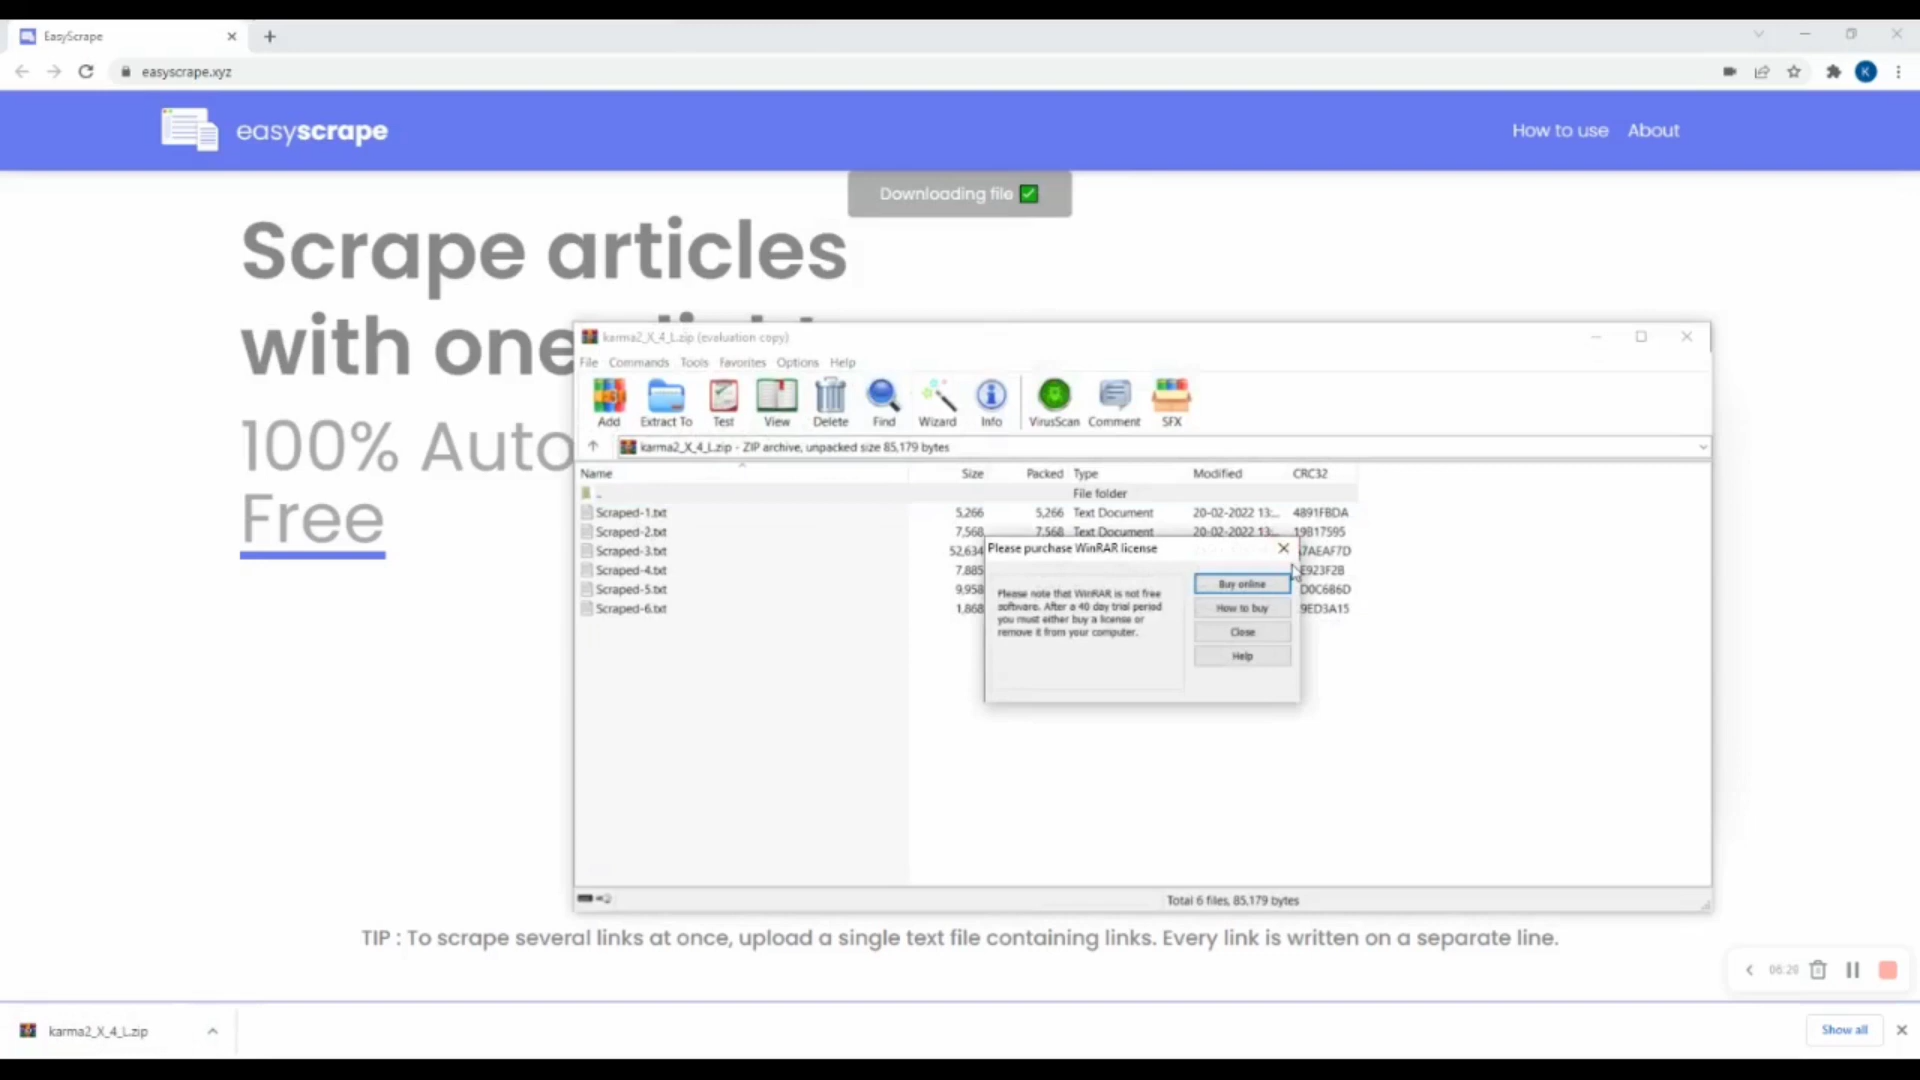 EasyScrape
easyscrape.xyz
K
easyscrape
How to use
About
Downloading file
Scrape articles
with one
100% Auto
Free
karma2_X_4_L.zip (evaluation copy)
File Commands Tools Favorites Options Help
Add Extract To Test View Delete Find Wizard Info VirusScan Comment SFX
karma2_X_4_L.zip - ZIP archive, unpacked size 85,179 bytes
Name Size Packed Type Modified CRC32
.. File folder
Scraped-1.txt 5,266 5,266 Text Document 20-02-2022 13:... 4891FBDA
Scraped-2.txt 7,568 7,568 Text Document 20-02-2022 13:... 19B17595
Scraped-3.txt 52,634 7AEAF7D
Scraped-4.txt 7,885 E923F2B
Scraped-5.txt 9,958 D0C686D
Scraped-6.txt 1,868 9ED3A15
Please purchase WinRAR license
Please note that WinRAR is not free
software. After a 40 day trial period
you must either buy a license or
remove it from your computer.
Buy online
How to buy
Close
Help
Total 6 files, 85,179 bytes
TIP : To scrape several links at once, upload a single text file containing links. Every link is written on a separate line.
06:20
karma2_X_4_L.zip
Show all